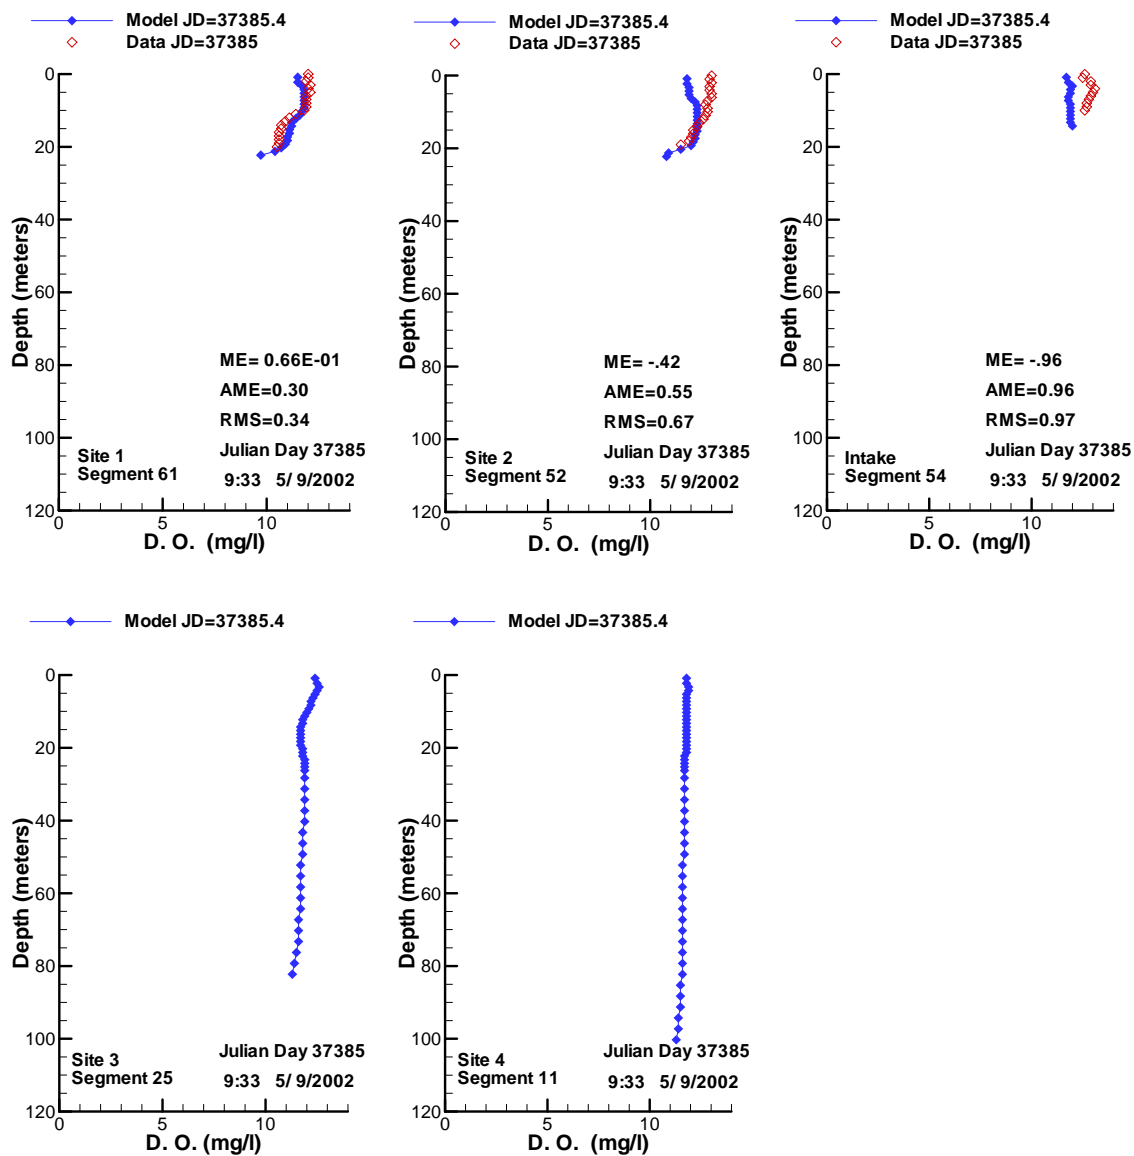 Model JD=37385.4
Data JD=37385
0
20
40
60
80
100
120
Depth (meters)
ME= 0.66E-01
AME=0.30
RMS=0.34
Julian Day 37385
9:33 5/ 9/2002
Site 1
Segment 61
0 5 10
D. O. (mg/l)
Model JD=37385.4
Data JD=37385
0
20
40
60
80
100
120
Depth (meters)
ME= -.42
AME=0.55
RMS=0.67
Julian Day 37385
9:33 5/ 9/2002
Site 2
Segment 52
0 5 10
D. O. (mg/l)
Model JD=37385.4
Data JD=37385
0
20
40
60
80
100
120
Depth (meters)
ME= -.96
AME=0.96
RMS=0.97
Julian Day 37385
9:33 5/ 9/2002
Intake
Segment 54
0 5 10
D. O. (mg/l)
Model JD=37385.4
0
20
40
60
80
100
120
Depth (meters)
Julian Day 37385
9:33 5/ 9/2002
Site 3
Segment 25
0 5 10
D. O. (mg/l)
Model JD=37385.4
0
20
40
60
80
100
120
Depth (meters)
Julian Day 37385
9:33 5/ 9/2002
Site 4
Segment 11
0 5 10
D. O. (mg/l)